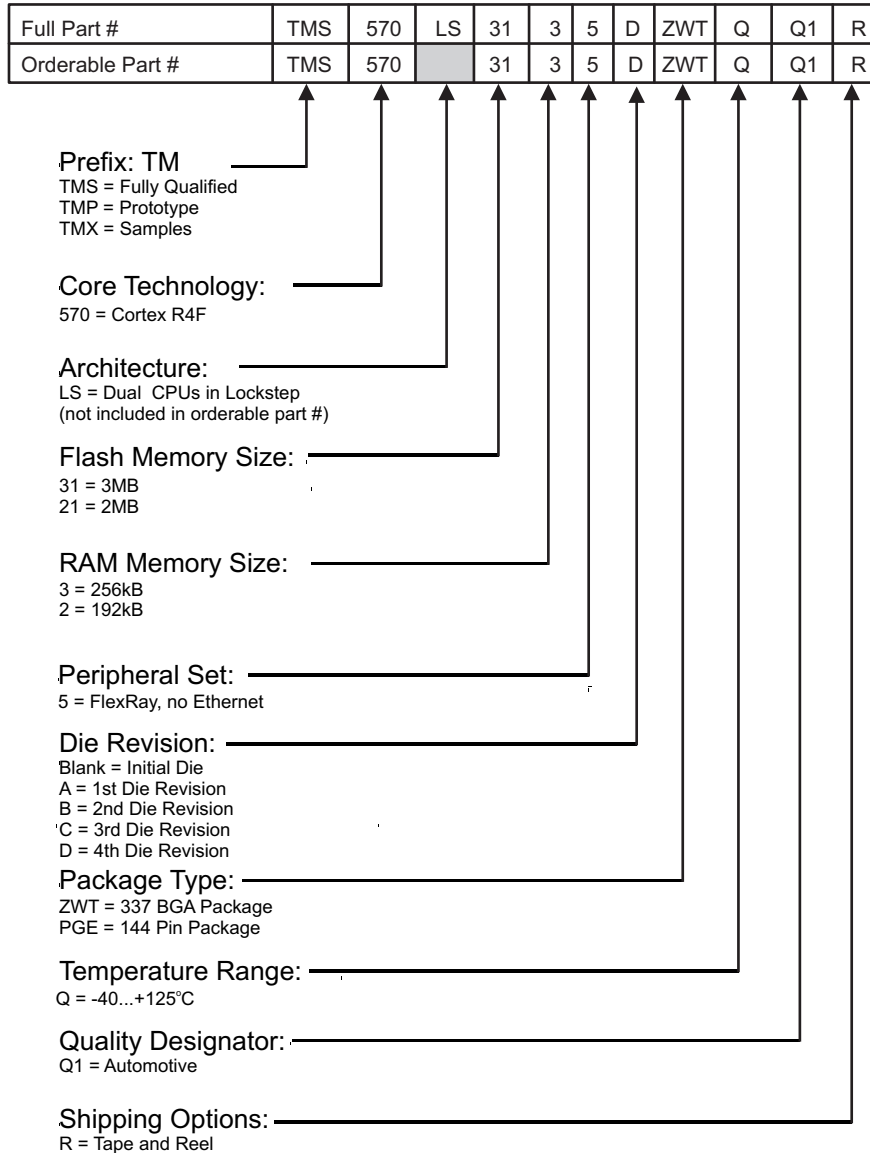 Full Part # TMS 570 LS 31 3 5 D ZWT Q Q1 R
Orderable Part # TMS 570 31 3 5 D ZWT Q Q1 R
Prefix: TM
TMS = Fully Qualified
TMP = Prototype
TMX = Samples
Core Technology:
570 = Cortex R4F
Architecture:
LS = Dual CPUs in Lockstep
(not included in orderable part #)
Flash Memory Size:
31 = 3MB
21 = 2MB
RAM Memory Size:
3 = 256kB
2 = 192kB
Peripheral Set:
5 = FlexRay, no Ethernet
Die Revision:
Blank = Initial Die
A = 1st Die Revision
B = 2nd Die Revision
C = 3rd Die Revision
D = 4th Die Revision
Package Type:
ZWT = 337 BGA Package
PGE = 144 Pin Package
Temperature Range:
Q = -40...+125°C
Quality Designator:
Q1 = Automotive
Shipping Options:
R = Tape and Reel